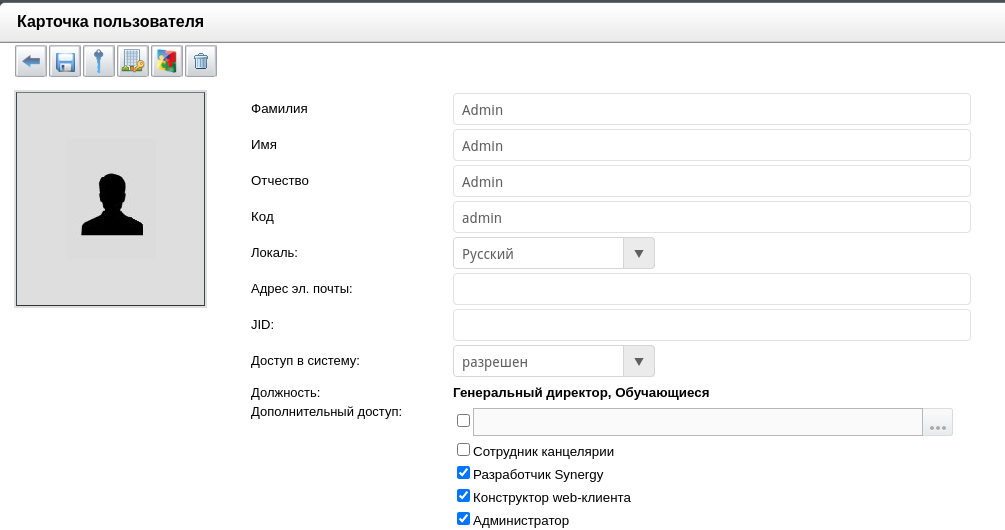 Карточка пользователя
Фамилия Admin
Имя Admin
Отчество Admin
Код admin
Локаль: Русский
Адрес эл. почты:
JID:
Доступ в систему: разрешен
Должность: Генеральный директор, Обучающиеся
Дополнительный доступ:
...
Сотрудник канцелярии
Разработчик Synergy
Конструктор web-клиента
Администратор